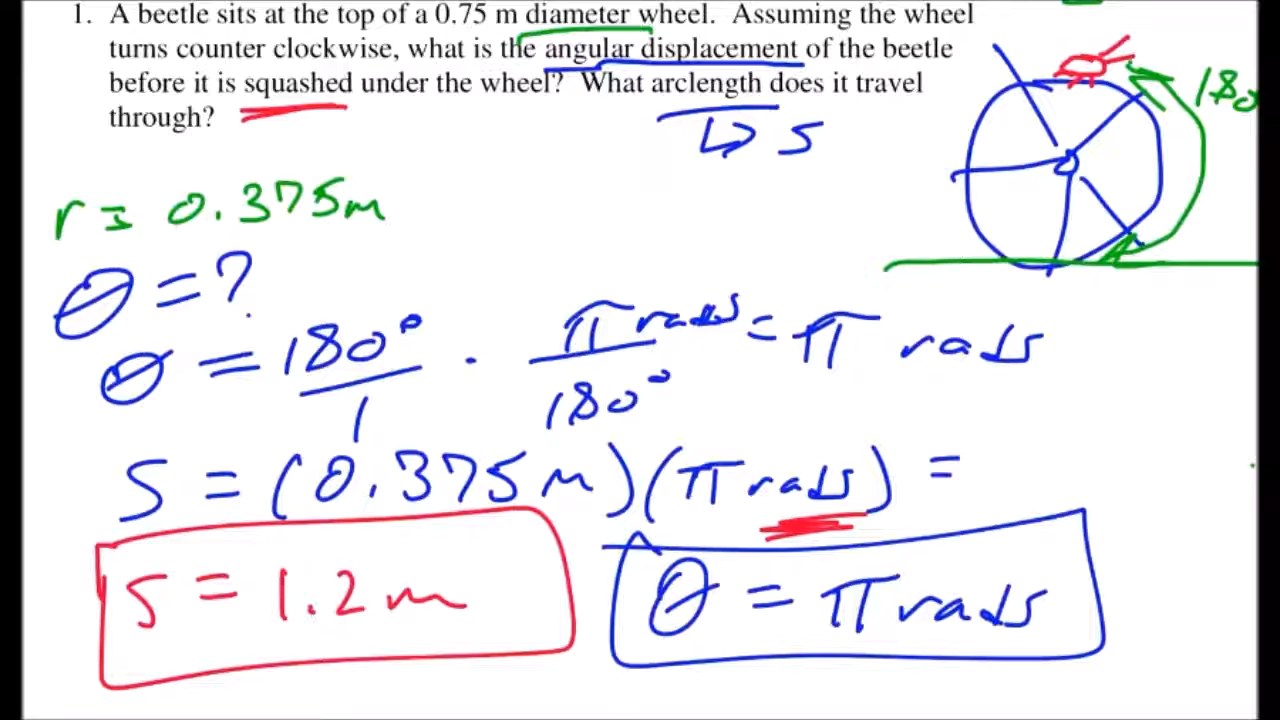 1. A beetle sits at the top of a 0.75 m diameter wheel. Assuming the wheel
turns counter clockwise, what is the angular displacement of the beetle
before it is squashed under the wheel? What arclength does it travel
through?
↳ s
180
r = 0.375m
θ = ?
θ = 180°/1 · π rads/180° = π rads
s = (0.375m)(π rads) =
s = 1.2m
θ = π rads